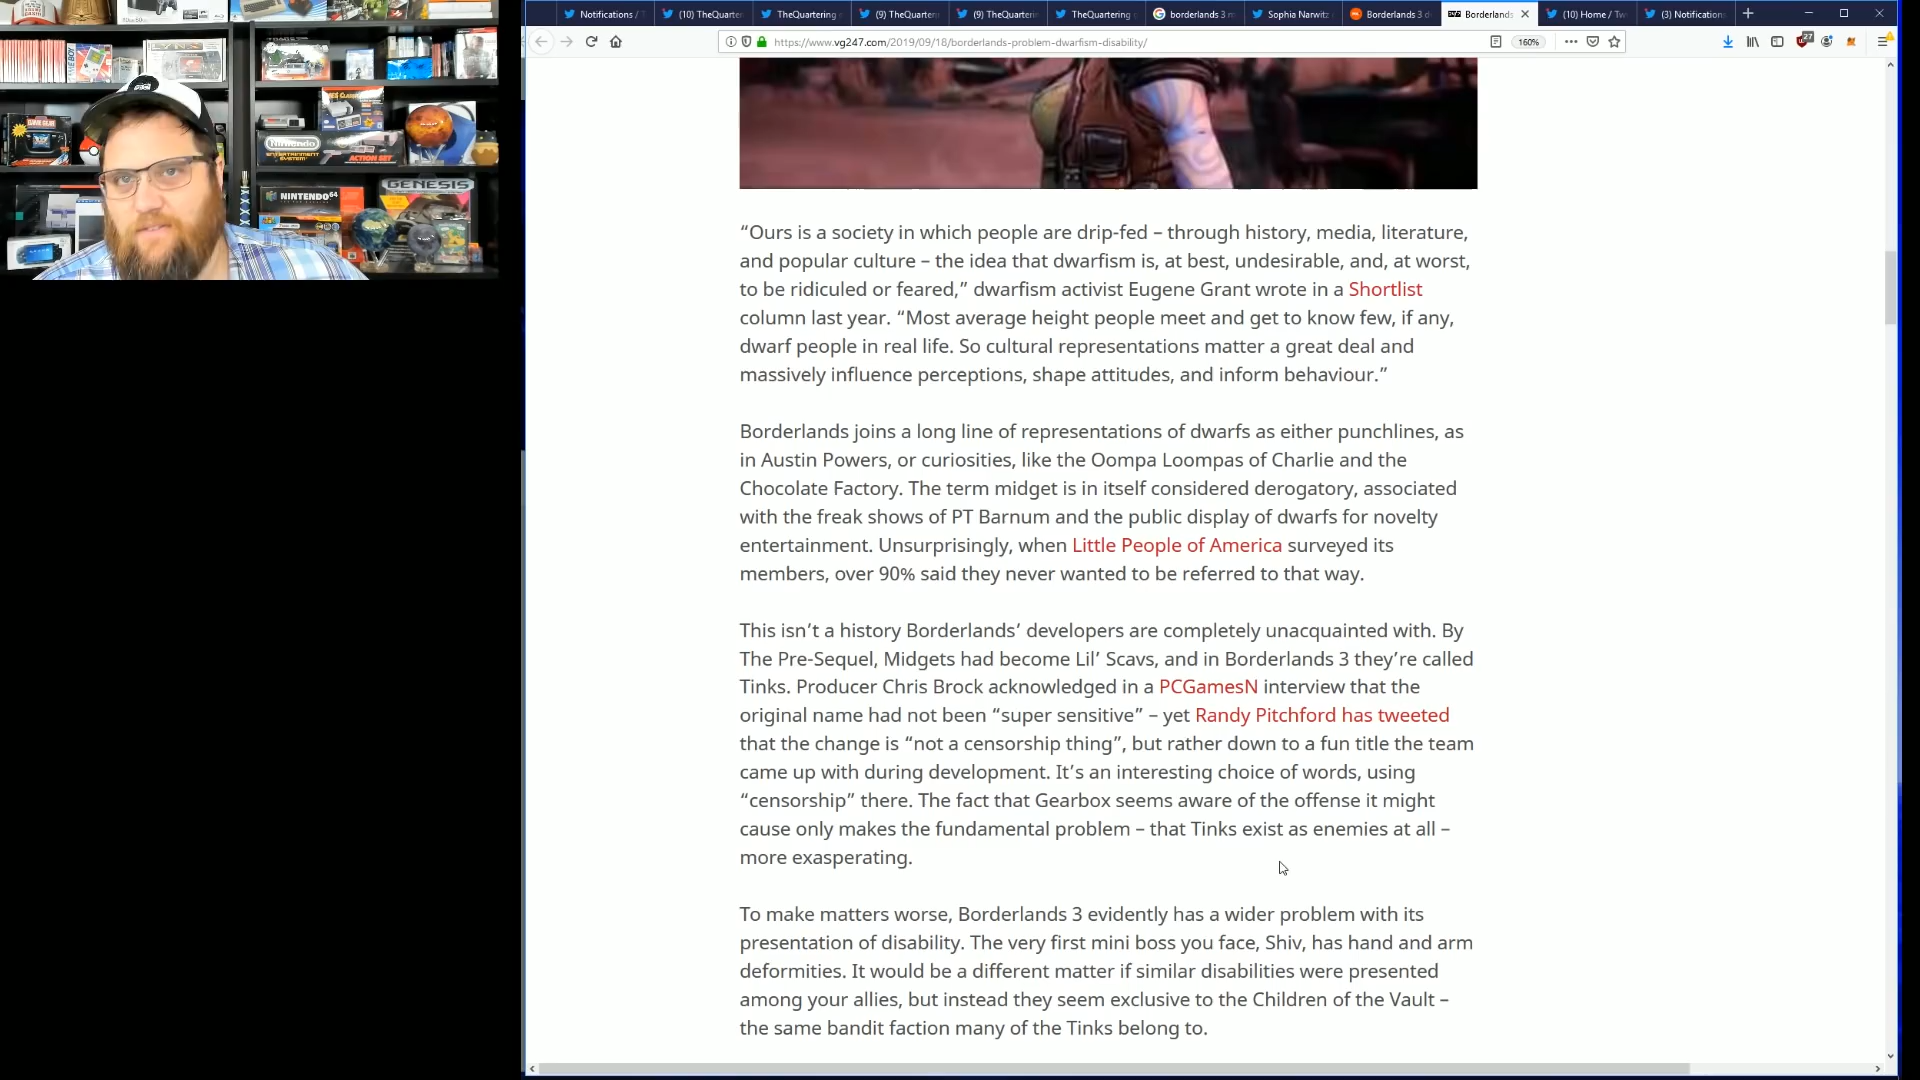 Notifications / T
(10) TheQuarter
TheQuartering
(9) TheQuartern
(9) TheQuarterin
TheQuartering
borderlands 3 m
Sophia Narwitz
Borderlands 3 d
Borderlands
(10) Home / Tw
(3) Notifications
https://www.vg247.com/2019/09/18/borderlands-problem-dwarfism-disability/
160%
27
LYNX
GAME GEAR
Nintendo
ENTERTAINMENT SYSTEM
ACTION SET
NINTENDO 64
GENESIS
“Ours is a society in which people are drip-fed – through history, media, literature,
and popular culture – the idea that dwarfism is, at best, undesirable, and, at worst,
to be ridiculed or feared,” dwarfism activist Eugene Grant wrote in a Shortlist
column last year. “Most average height people meet and get to know few, if any,
dwarf people in real life. So cultural representations matter a great deal and
massively influence perceptions, shape attitudes, and inform behaviour.”
Borderlands joins a long line of representations of dwarfs as either punchlines, as
in Austin Powers, or curiosities, like the Oompa Loompas of Charlie and the
Chocolate Factory. The term midget is in itself considered derogatory, associated
with the freak shows of PT Barnum and the public display of dwarfs for novelty
entertainment. Unsurprisingly, when Little People of America surveyed its
members, over 90% said they never wanted to be referred to that way.
This isn’t a history Borderlands’ developers are completely unacquainted with. By
The Pre-Sequel, Midgets had become Lil’ Scavs, and in Borderlands 3 they’re called
Tinks. Producer Chris Brock acknowledged in a PCGamesN interview that the
original name had not been “super sensitive” – yet Randy Pitchford has tweeted
that the change is “not a censorship thing”, but rather down to a fun title the team
came up with during development. It’s an interesting choice of words, using
“censorship” there. The fact that Gearbox seems aware of the offense it might
cause only makes the fundamental problem – that Tinks exist as enemies at all –
more exasperating.
To make matters worse, Borderlands 3 evidently has a wider problem with its
presentation of disability. The very first mini boss you face, Shiv, has hand and arm
deformities. It would be a different matter if similar disabilities were presented
among your allies, but instead they seem exclusive to the Children of the Vault –
the same bandit faction many of the Tinks belong to.